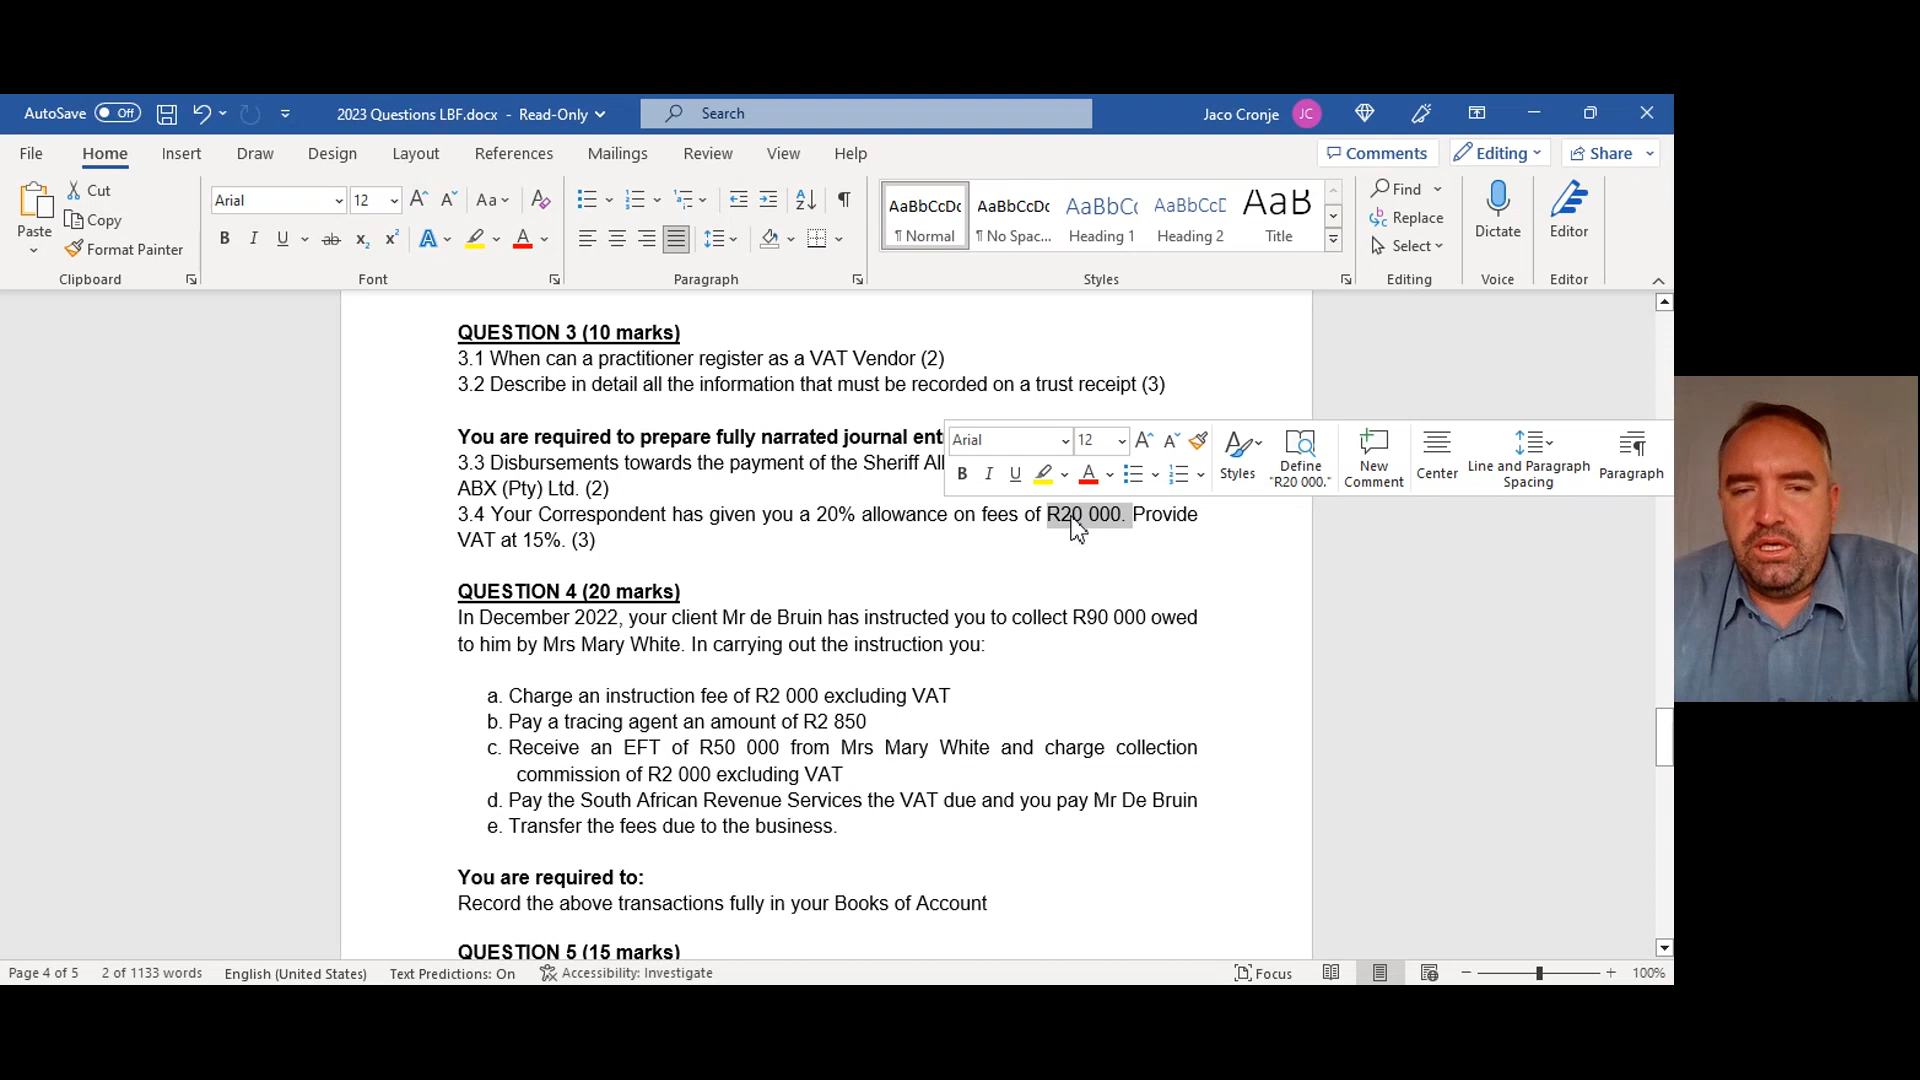 AutoSave Off 2023 Questions LBF.docx - Read-Only Search Jaco Cronje JC
File Home Insert Draw Design Layout References Mailings Review View Help Comments Editing Share
Paste Cut Copy Format Painter Clipboard
Arial 12 Aa Font
Paragraph
AaBbCcDc ¶ Normal AaBbCcDc ¶ No Spac... AaBbCc Heading 1 AaBbCcD Heading 2 AaB Title Styles
Find Replace Select Editing
Dictate Voice
Editor Editor
QUESTION 3 (10 marks)
3.1 When can a practitioner register as a VAT Vendor (2)
3.2 Describe in detail all the information that must be recorded on a trust receipt (3)
You are required to prepare fully narrated journal ent
3.3 Disbursements towards the payment of the Sheriff
ABX (Pty) Ltd. (2)
3.4 Your Correspondent has given you a 20% allowance on fees of R20 000. Provide
VAT at 15%. (3)
Arial 12
B I U A Styles Define "R20 000." New Comment Center Line and Paragraph Spacing Paragraph
QUESTION 4 (20 marks)
In December 2022, your client Mr de Bruin has instructed you to collect R90 000 owed
to him by Mrs Mary White. In carrying out the instruction you:
a. Charge an instruction fee of R2 000 excluding VAT
b. Pay a tracing agent an amount of R2 850
c. Receive an EFT of R50 000 from Mrs Mary White and charge collection
commission of R2 000 excluding VAT
d. Pay the South African Revenue Services the VAT due and you pay Mr De Bruin
e. Transfer the fees due to the business.
You are required to:
Record the above transactions fully in your Books of Account
QUESTION 5 (15 marks)
Page 4 of 5 2 of 1133 words English (United States) Text Predictions: On Accessibility: Investigate Focus 100%